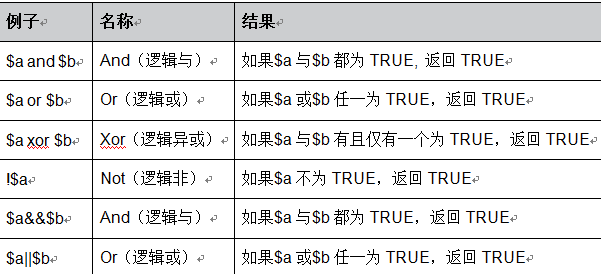 例子 名称 结果
$a and $b And（逻辑与） 如果$a 与$b 都为 TRUE, 返回 TRUE
$a or $b Or（逻辑或） 如果$a 或$b 任一为 TRUE，返回 TRUE
$a xor $b Xor（逻辑异或） 如果$a 与$b 有且仅有一个为 TRUE，返回 TRUE
!$a Not（逻辑非） 如果$a 不为 TRUE，返回 TRUE
$a&&$b And（逻辑与） 如果$a 与$b 都为 TRUE，返回 TRUE
$a||$b Or（逻辑或） 如果$a 或$b 任一为 TRUE，返回 TRUE